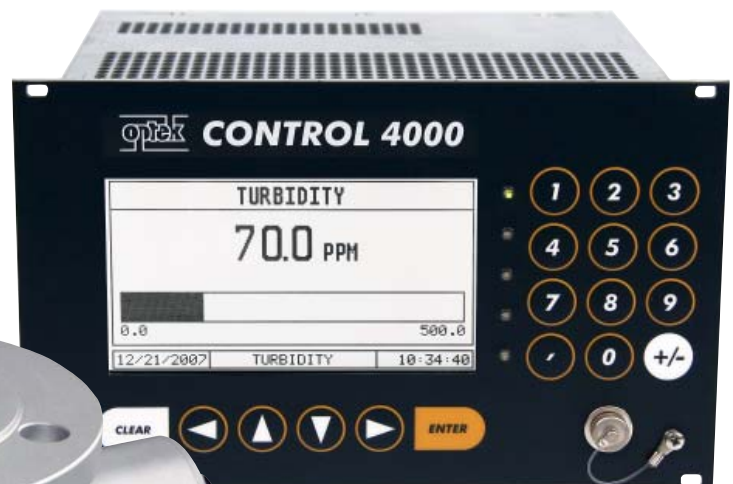 optek CONTROL 4000
TURBIDITY
70.0 PPM
0.0 500.0
12/21/2007 TURBIDITY 10:34:40
1 2 3
4 5 6
7 8 9
, 0 +/-
CLEAR ENTER